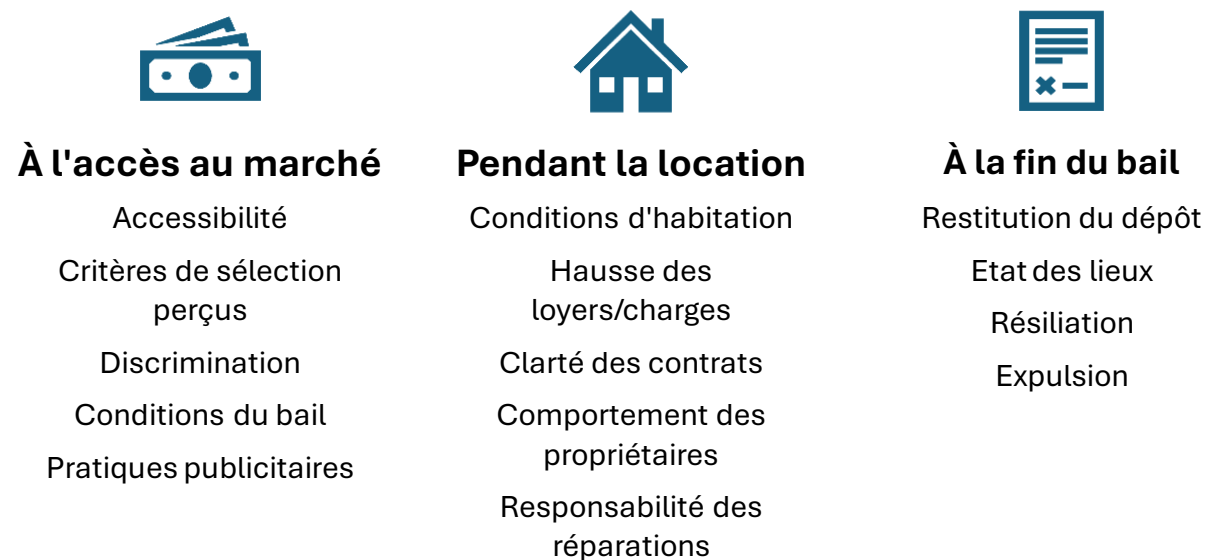 À l'accès au marché
Accessibilité
Critères de sélection
perçus
Discrimination
Conditions du bail
Pratiques publicitaires
Pendant la location
Conditions d'habitation
Hausse des
loyers/charges
Clarté des contrats
Comportement des
propriétaires
Responsabilité des
réparations
À la fin du bail
Restitution du dépôt
Etat des lieux
Résiliation
Expulsion